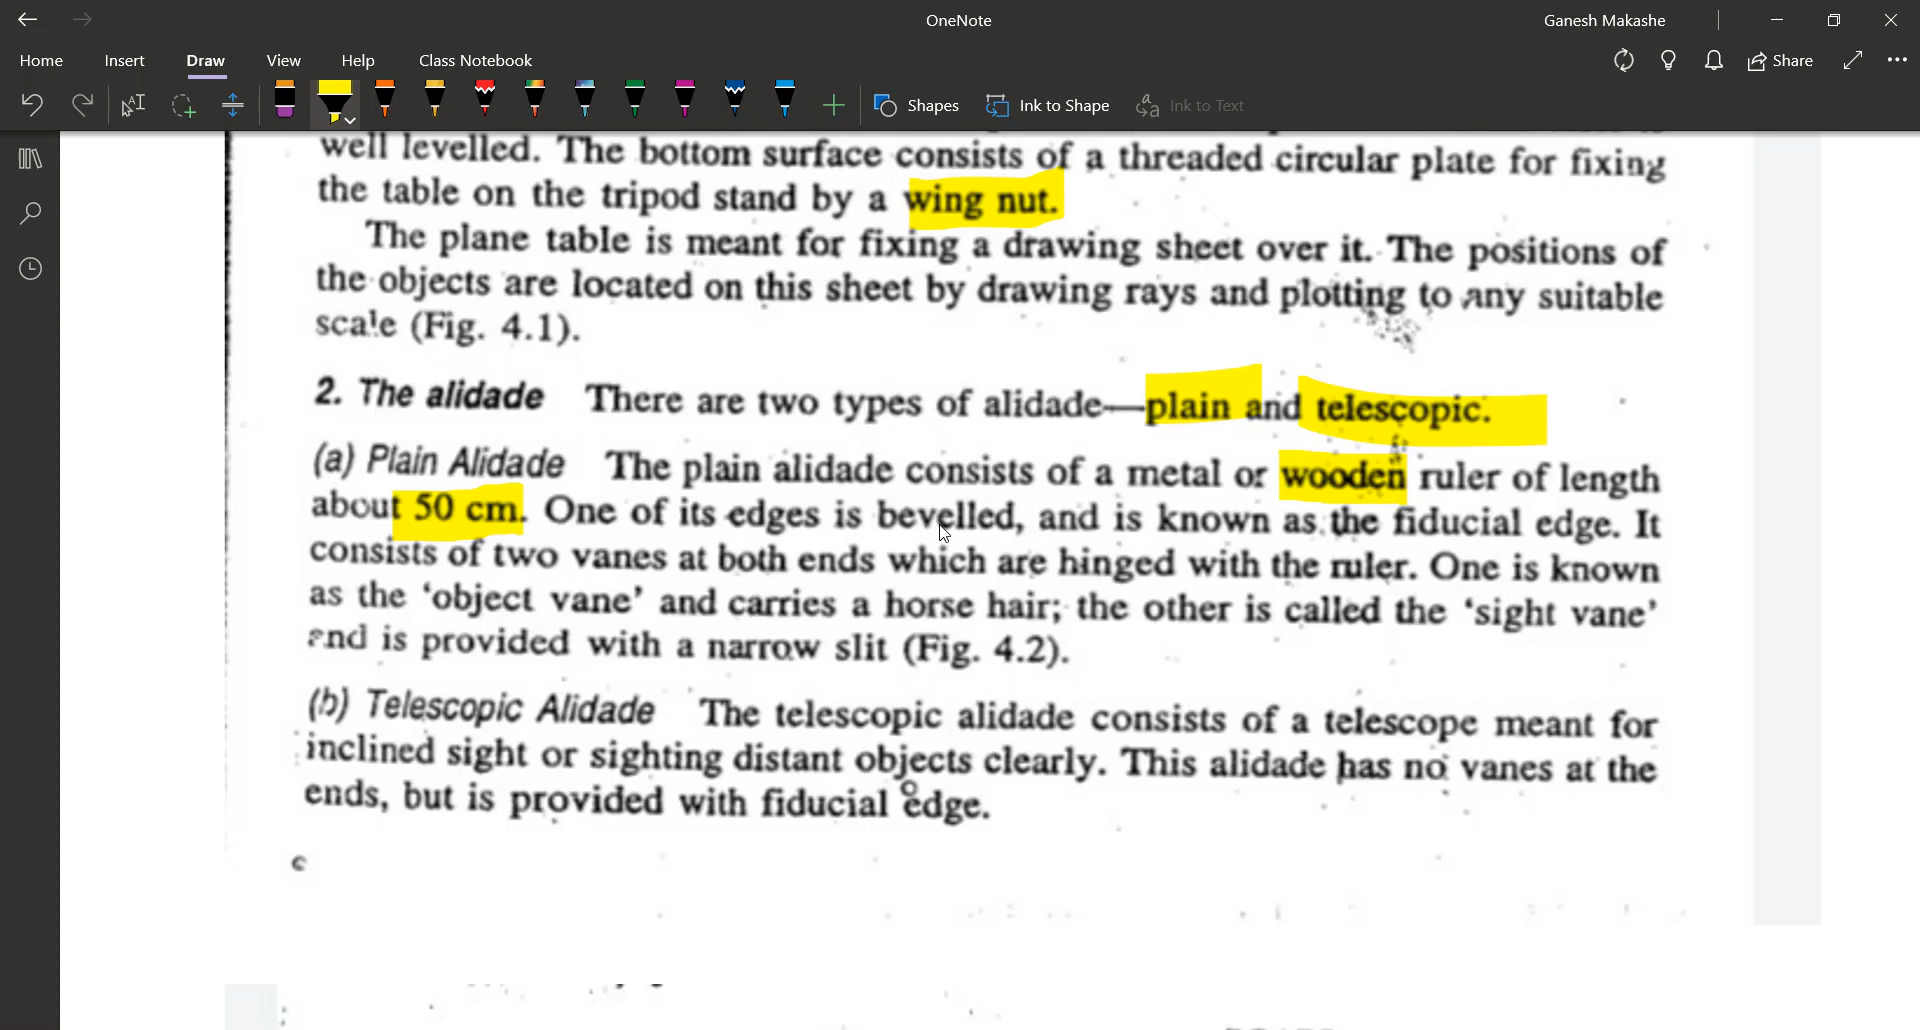 OneNote
Ganesh Makashe
Home Insert Draw View Help Class Notebook
Share
Shapes Ink to Shape Ink to Text
well levelled. The bottom surface consists of a threaded circular plate for fixing
the table on the tripod stand by a wing nut.
The plane table is meant for fixing a drawing sheet over it. The positions of
the objects are located on this sheet by drawing rays and plotting to any suitable
scale (Fig. 4.1).
2. The alidade There are two types of alidade—plain and telescopic.
(a) Plain Alidade The plain alidade consists of a metal or wooden ruler of length
about 50 cm. One of its edges is bevelled, and is known as the fiducial edge. It
consists of two vanes at both ends which are hinged with the ruler. One is known
as the ‘object vane’ and carries a horse hair; the other is called the ‘sight vane’
and is provided with a narrow slit (Fig. 4.2).
(b) Telescopic Alidade The telescopic alidade consists of a telescope meant for
inclined sight or sighting distant objects clearly. This alidade has no vanes at the
ends, but is provided with fiducial edge.